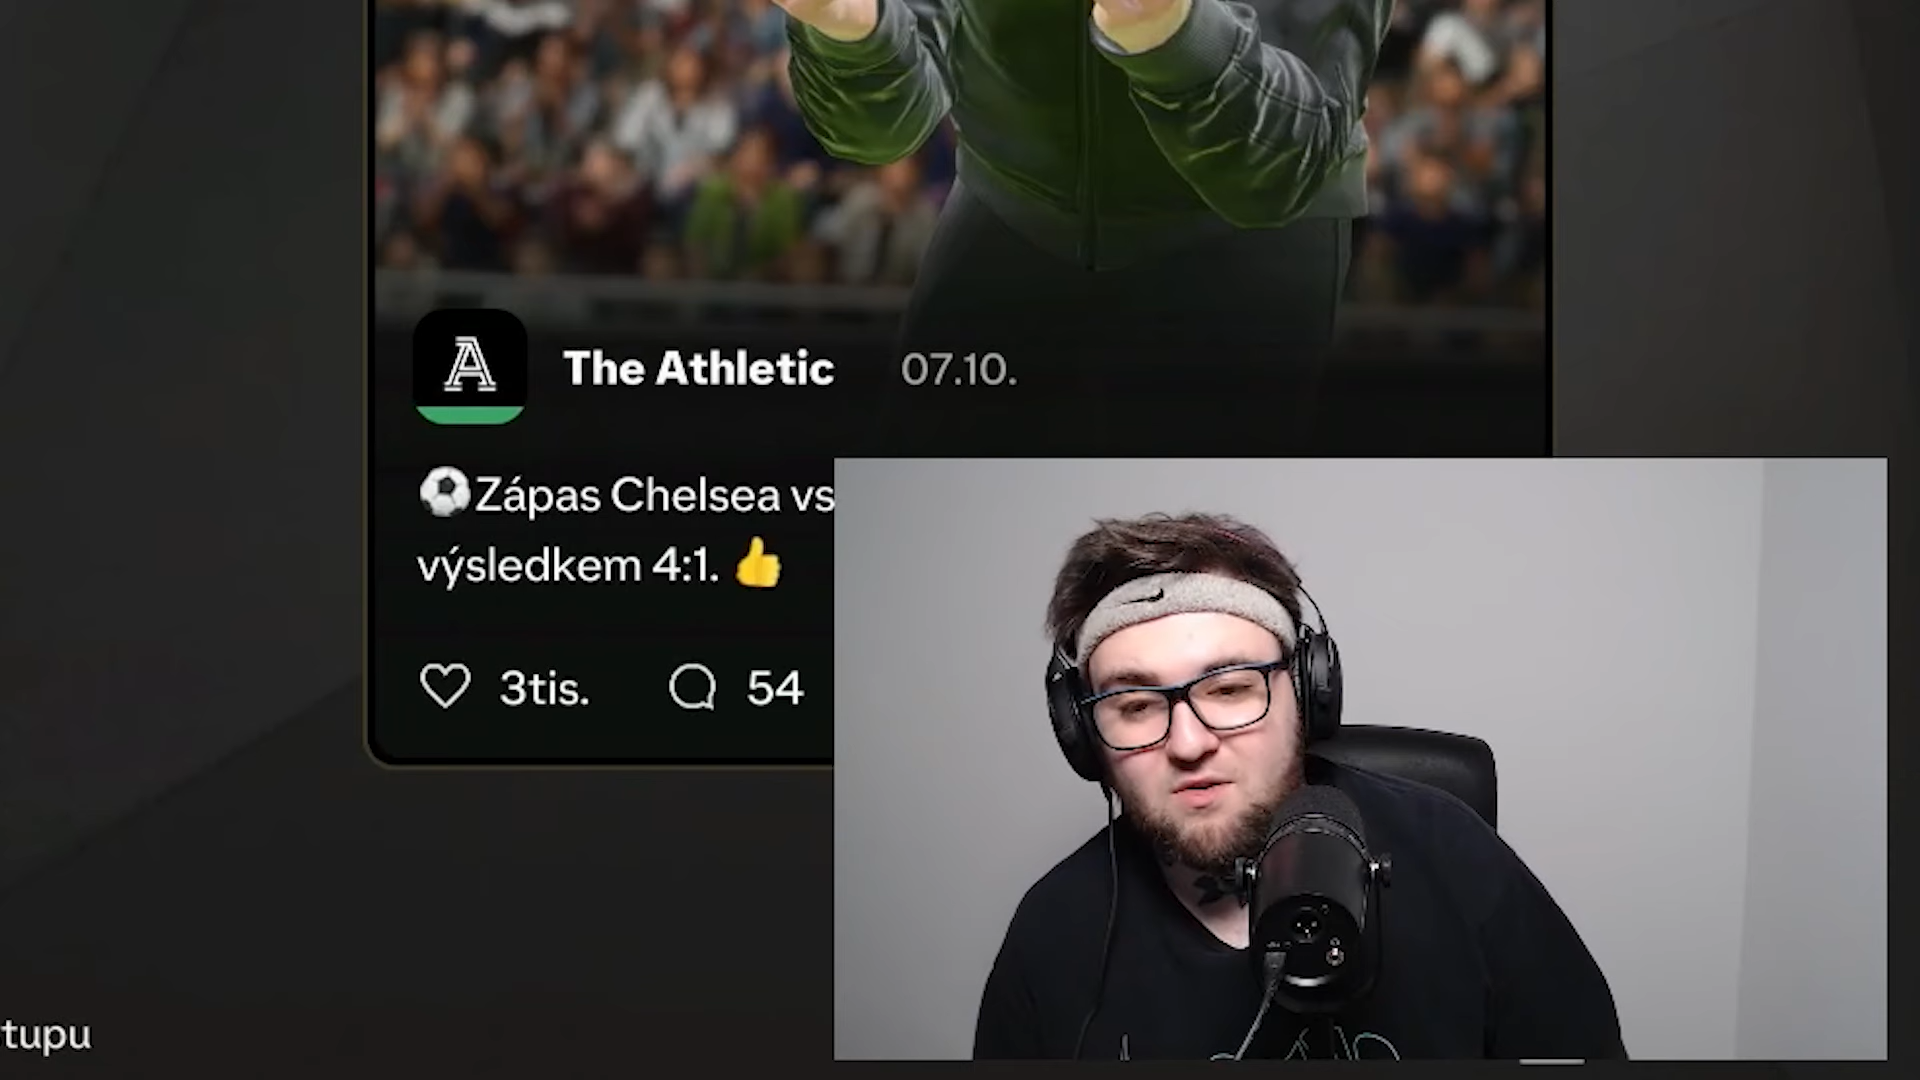 A
The Athletic 07.10.
⚽Zápas Chelsea vs
výsledkem 4:1. 👍
3tis. 54
tupu